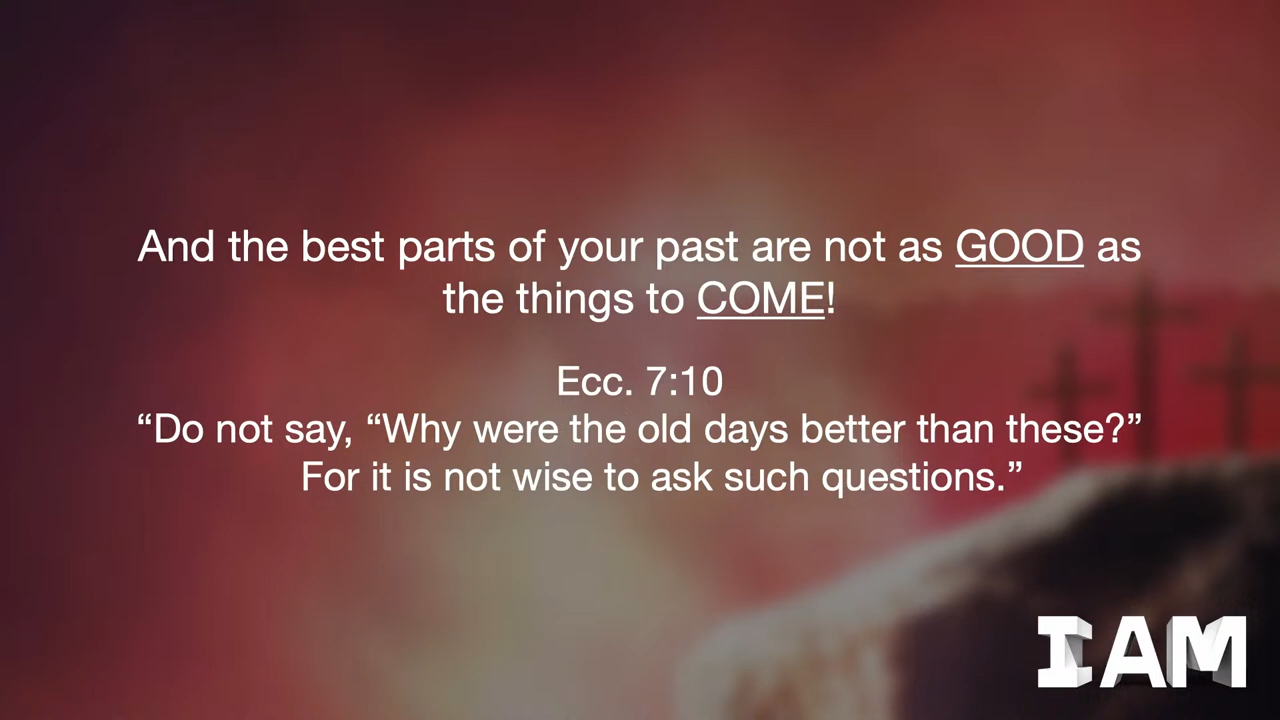 And the best parts of your past are not as GOOD as
the things to COME!
Ecc. 7:10
“Do not say, “Why were the old days better than these?”
For it is not wise to ask such questions.”
I AM